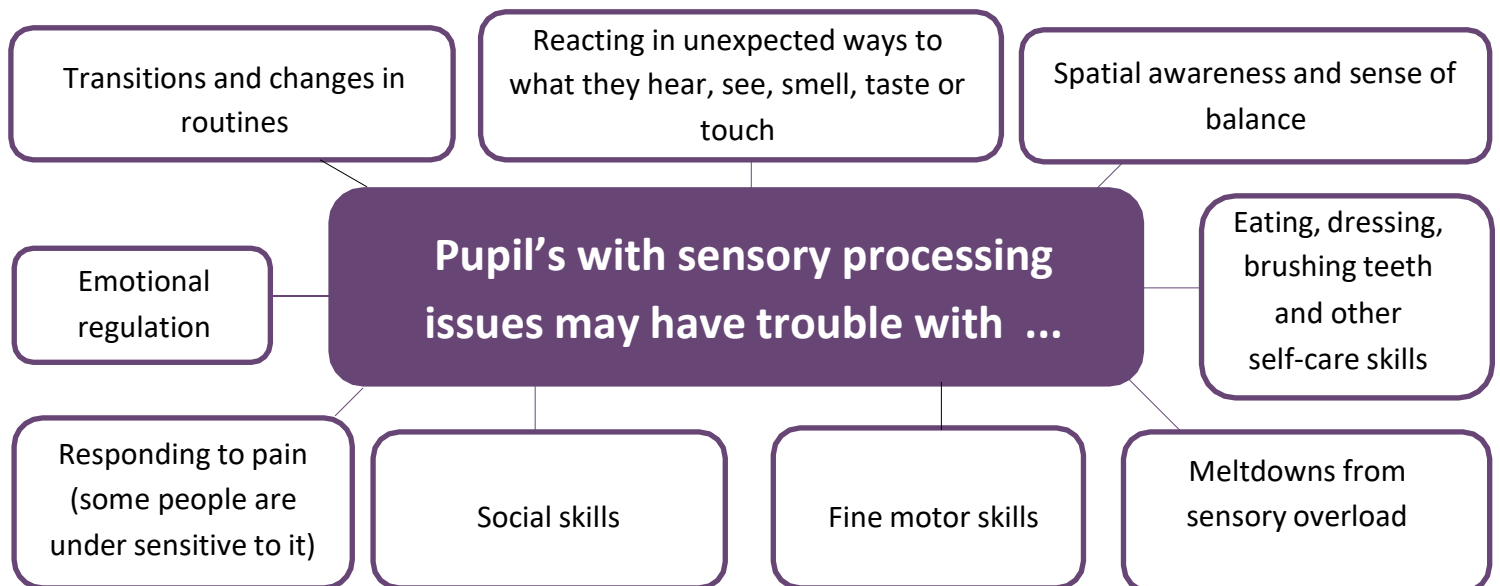 Transitions and changes in
routines
Reacting in unexpected ways to
what they hear, see, smell, taste or
touch
Spatial awareness and sense of
balance
Pupil’s with sensory processing
issues may have trouble with ...
Emotional
regulation
Eating, dressing,
brushing teeth
and other
self-care skills
Responding to pain
(some people are
under sensitive to it)
Social skills
Fine motor skills
Meltdowns from
sensory overload